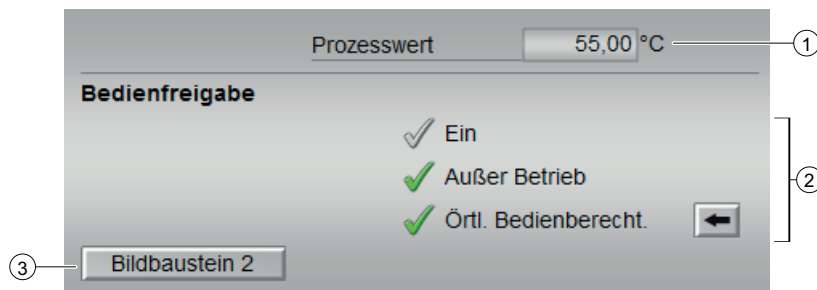 Prozesswert 55,00 °C 1
Bedienfreigabe
Ein
Außer Betrieb
2
Örtl. Bedienberecht.
3 Bildbaustein 2